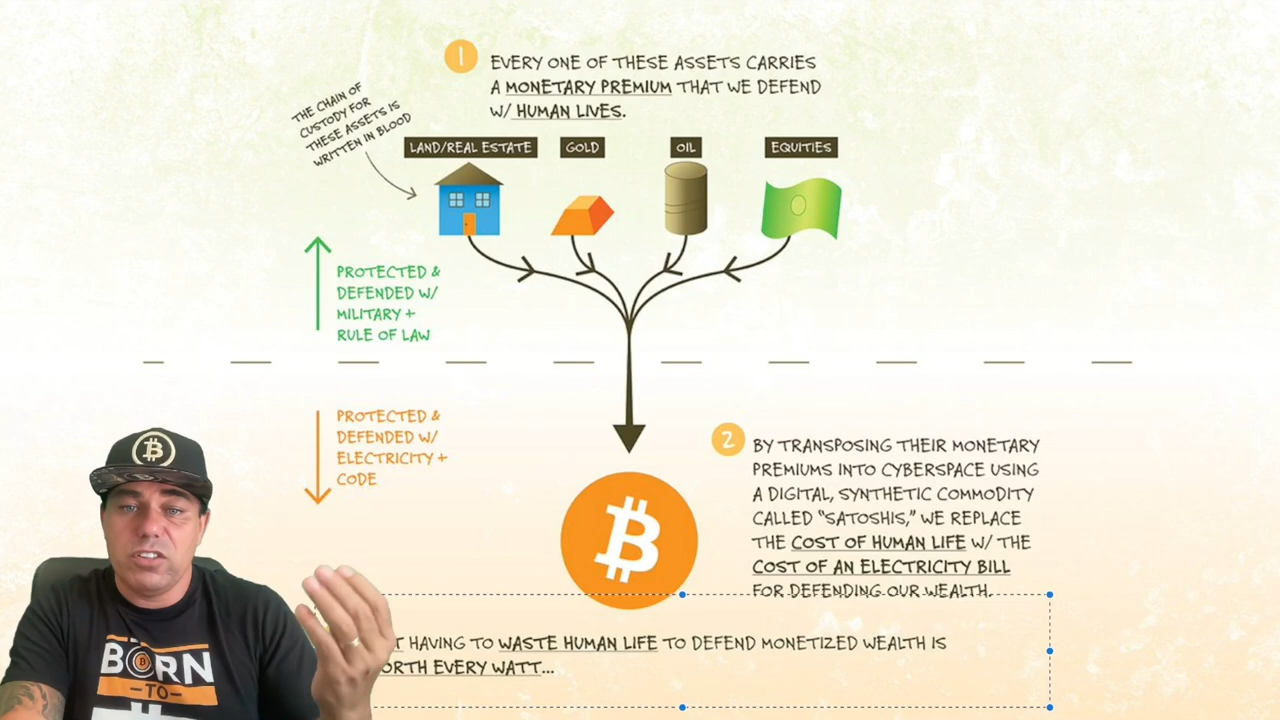 1
EVERY ONE OF THESE ASSETS CARRIES
A MONETARY PREMIUM THAT WE DEFEND
W/ HUMAN LIVES.
THE CHAIN OF
CUSTODY FOR
THESE ASSETS IS
WRITTEN IN BLOOD
LAND/REAL ESTATE
GOLD
OIL
EQUITIES
PROTECTED &
DEFENDED W/
MILITARY +
RULE OF LAW
PROTECTED &
DEFENDED W/
ELECTRICITY +
CODE
2
BY TRANSPOSING THEIR MONETARY
PREMIUMS INTO CYBERSPACE USING
A DIGITAL, SYNTHETIC COMMODITY
CALLED "SATOSHIS," WE REPLACE
THE COST OF HUMAN LIFE W/ THE
COST OF AN ELECTRICITY BILL
FOR DEFENDING OUR WEALTH.
HAVING TO WASTE HUMAN LIFE TO DEFEND MONETIZED WEALTH IS
EVERY WATT...
BORN
-TO-